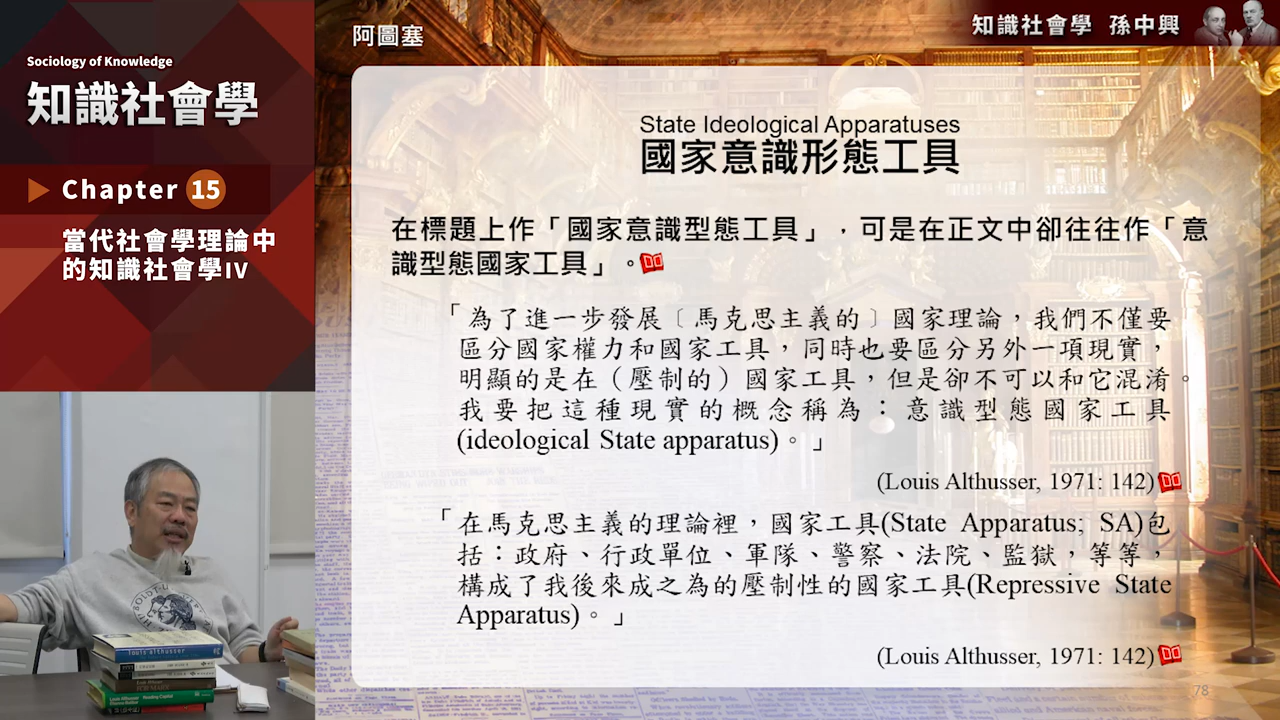 Sociology of Knowledge
知識社會學
Chapter 15
當代社會學理論中
的知識社會學IV
阿圖塞
知識社會學 孫中興
State Ideological Apparatuses
國家意識形態工具
在標題上作「國家意識型態工具」，可是在正文中卻往往作「意
識型態國家工具」。
「為了進一步發展〔馬克思主義的〕國家理論，我們不僅要
區分國家權力和國家工具，同時也要區分另外一項現實，
明顯的是在（壓制的）國家工具，但是卻不可以和它混淆。
我要把這種現實的概念稱為：意識型態國家工具
(ideological State apparatus)。」
(Louis Althusser, 1971: 142)
「在馬克思主義的理論裡，國家工具(State Apparatus; SA)包
括：政府、行政單位、軍隊、警察、法院、監獄，等等，
構成了我後來成之為的壓制性的國家工具(Repressive State
Apparatus)。」
(Louis Althusser, 1971: 142)
78
louis althusser
FOR MARX
Reading Capital